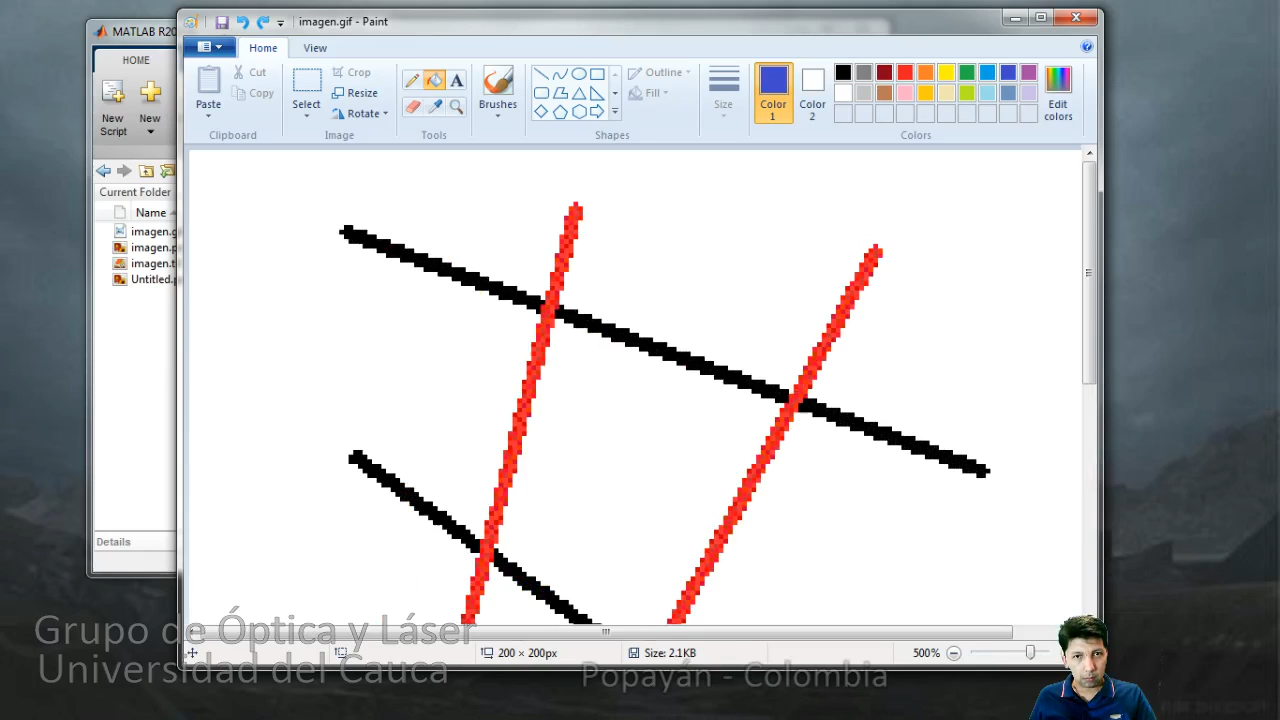 imagen.gif - Paint
MATLAB R20
Home
View
HOME
New
Script
New
Paste
Cut
Copy
Clipboard
Select
Crop
Resize
Rotate
Image
A
Tools
Brushes
Outline
Fill
Shapes
Size
Color
1
Color
2
Edit
colors
Colors
Current Folder
Name
imagen.g
imagen.p
imagen.t
Untitled.p
Details
200 × 200px
Size: 2.1KB
500%
Grupo de Óptica y Láser
Universidad del Cauca
Popayán - Colombia